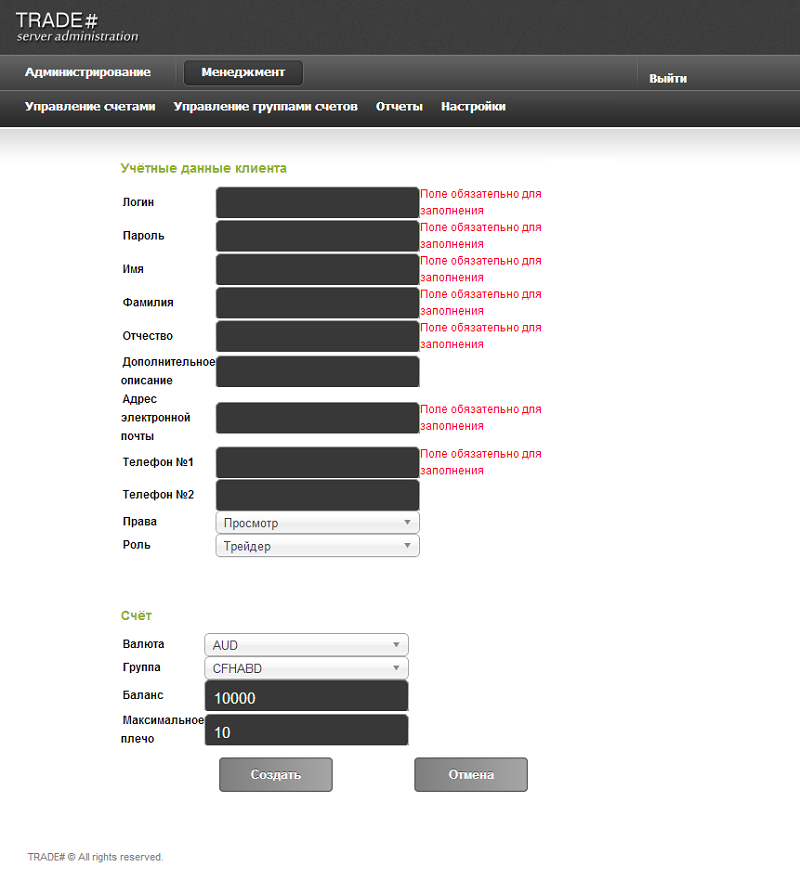 TRADE#
server administration
Администрирование Менеджмент Выйти
Управление счетами Управление группами счетов Отчеты Настройки
Учётные данные клиента
Логин
Поле обязательно для
заполнения
Пароль
Поле обязательно для
заполнения
Имя
Поле обязательно для
заполнения
Фамилия
Поле обязательно для
заполнения
Отчество
Поле обязательно для
заполнения
Дополнительное
описание
Адрес
электронной
почты
Поле обязательно для
заполнения
Телефон №1
Поле обязательно для
заполнения
Телефон №2
Права Просмотр
Роль Трейдер
Счёт
Валюта AUD
Группа CFHABD
Баланс 10000
Максимальное
плечо
10
Создать Отмена
TRADE# © All rights reserved.